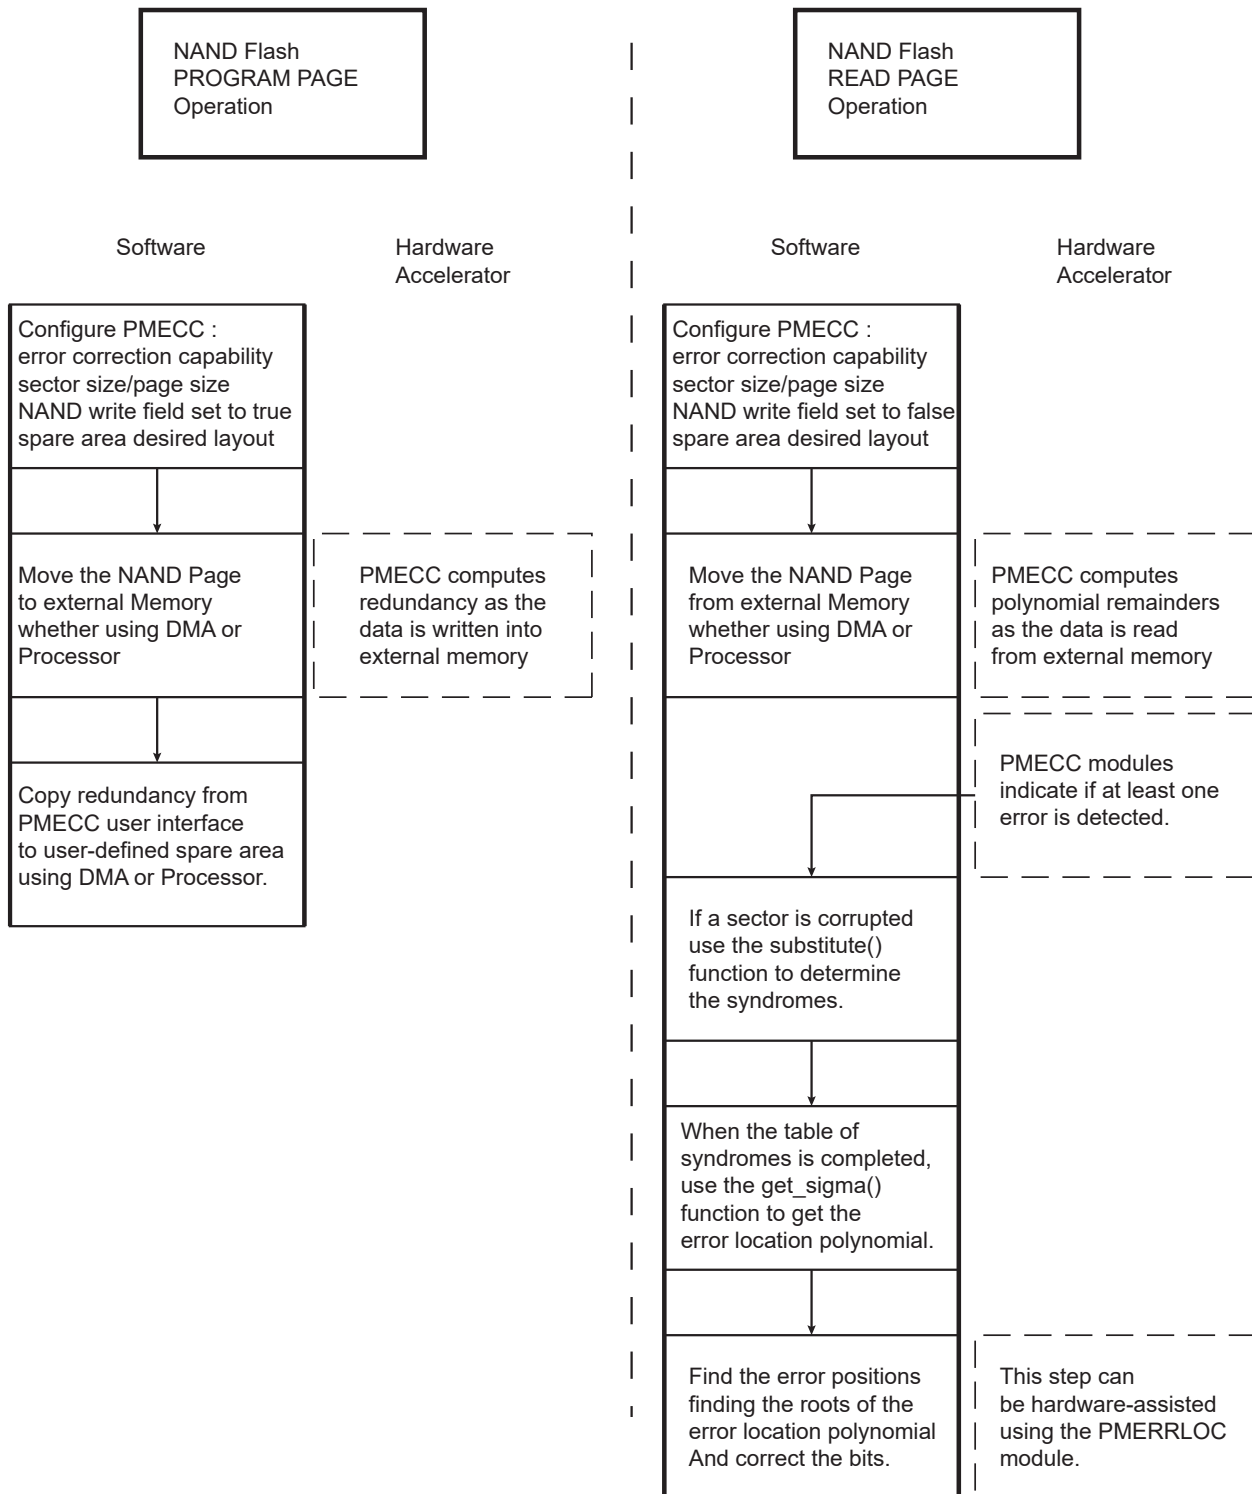 NAND Flash
PROGRAM PAGE
Operation
Software
Hardware
Accelerator
Configure PMECC :
error correction capability
sector size/page size
NAND write field set to true
spare area desired layout
Move the NAND Page
to external Memory
whether using DMA or
Processor
PMECC computes
redundancy as the
data is written into
external memory
Copy redundancy from
PMECC user interface
to user-defined spare area
using DMA or Processor.
NAND Flash
READ PAGE
Operation
Software
Hardware
Accelerator
Configure PMECC :
error correction capability
sector size/page size
NAND write field set to false
spare area desired layout
Move the NAND Page
from external Memory
whether using DMA or
Processor
PMECC computes
polynomial remainders
as the data is read
from external memory
PMECC modules
indicate if at least one
error is detected.
If a sector is corrupted
use the substitute()
function to determine
the syndromes.
When the table of
syndromes is completed,
use the get_sigma()
function to get the
error location polynomial.
Find the error positions
finding the roots of the
error location polynomial
And correct the bits.
This step can
be hardware-assisted
using the PMERRLOC
module.